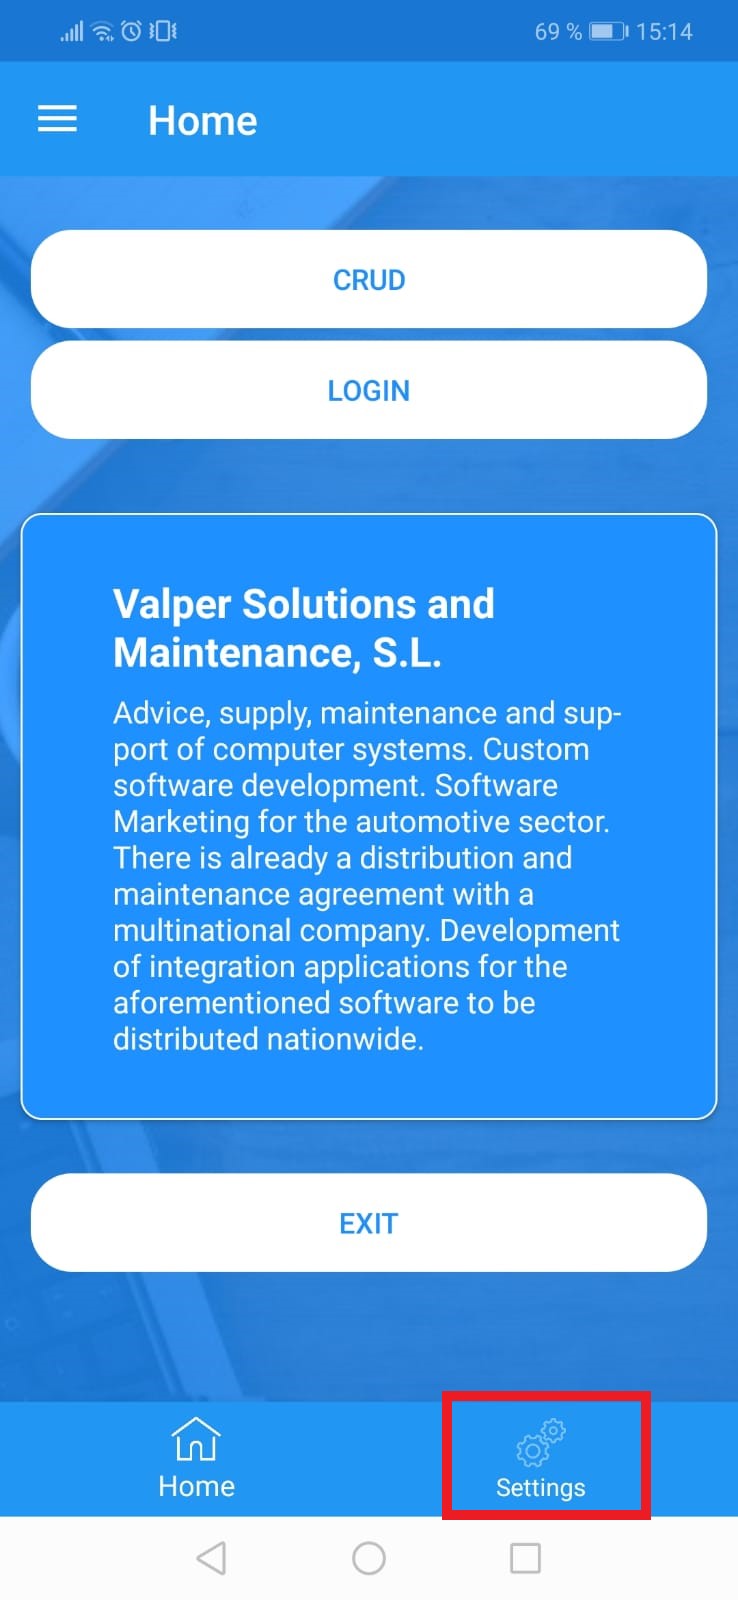 69 % 15:14
Home
CRUD
LOGIN
Valper Solutions and
Maintenance, S.L.
Advice, supply, maintenance and sup-
port of computer systems. Custom
software development. Software
Marketing for the automotive sector.
There is already a distribution and
maintenance agreement with a
multinational company. Development
of integration applications for the
aforementioned software to be
distributed nationwide.
EXIT
Home
Settings